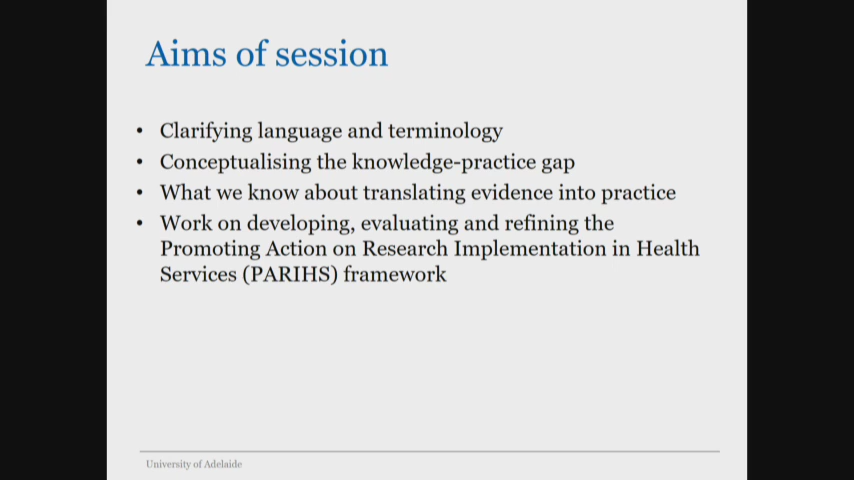 Aims of session
• Clarifying language and terminology
• Conceptualising the knowledge-practice gap
• What we know about translating evidence into practice
• Work on developing, evaluating and refining the
Promoting Action on Research Implementation in Health
Services (PARIHS) framework
University of Adelaide